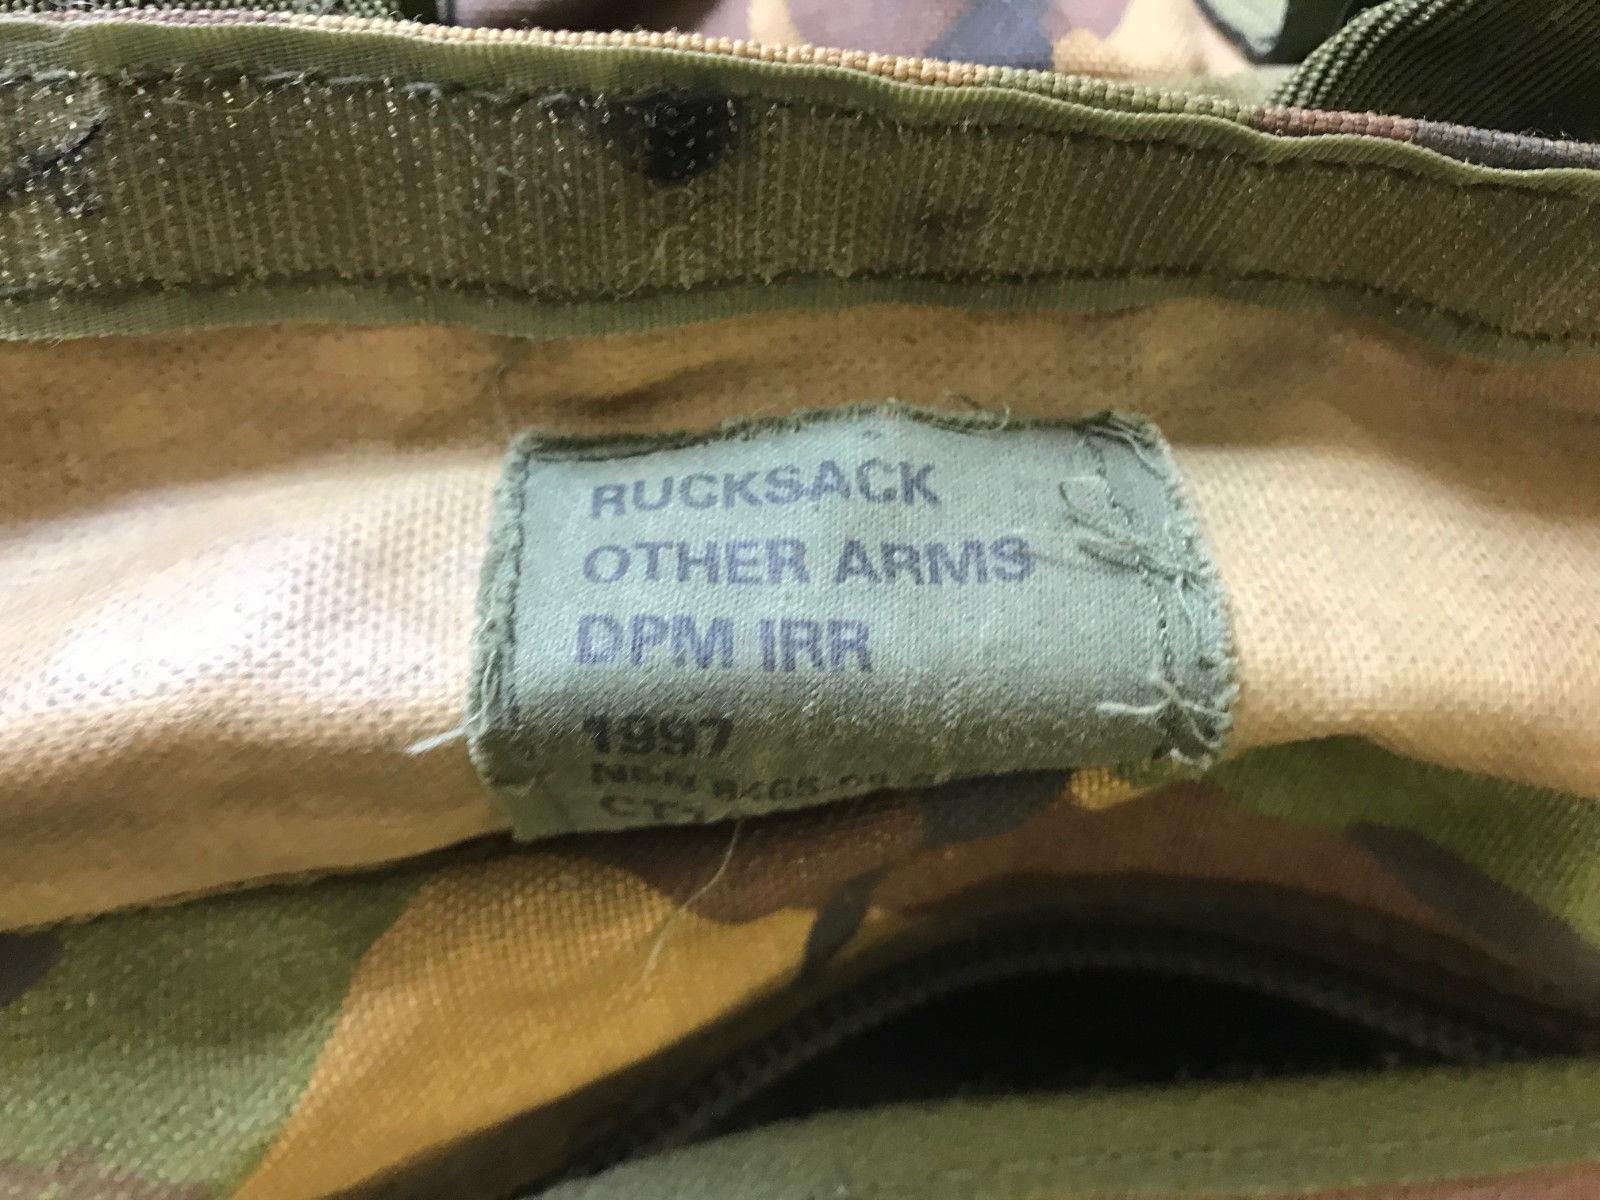 RUCKSACK
OTHER ARMS
DPM IRR
1997